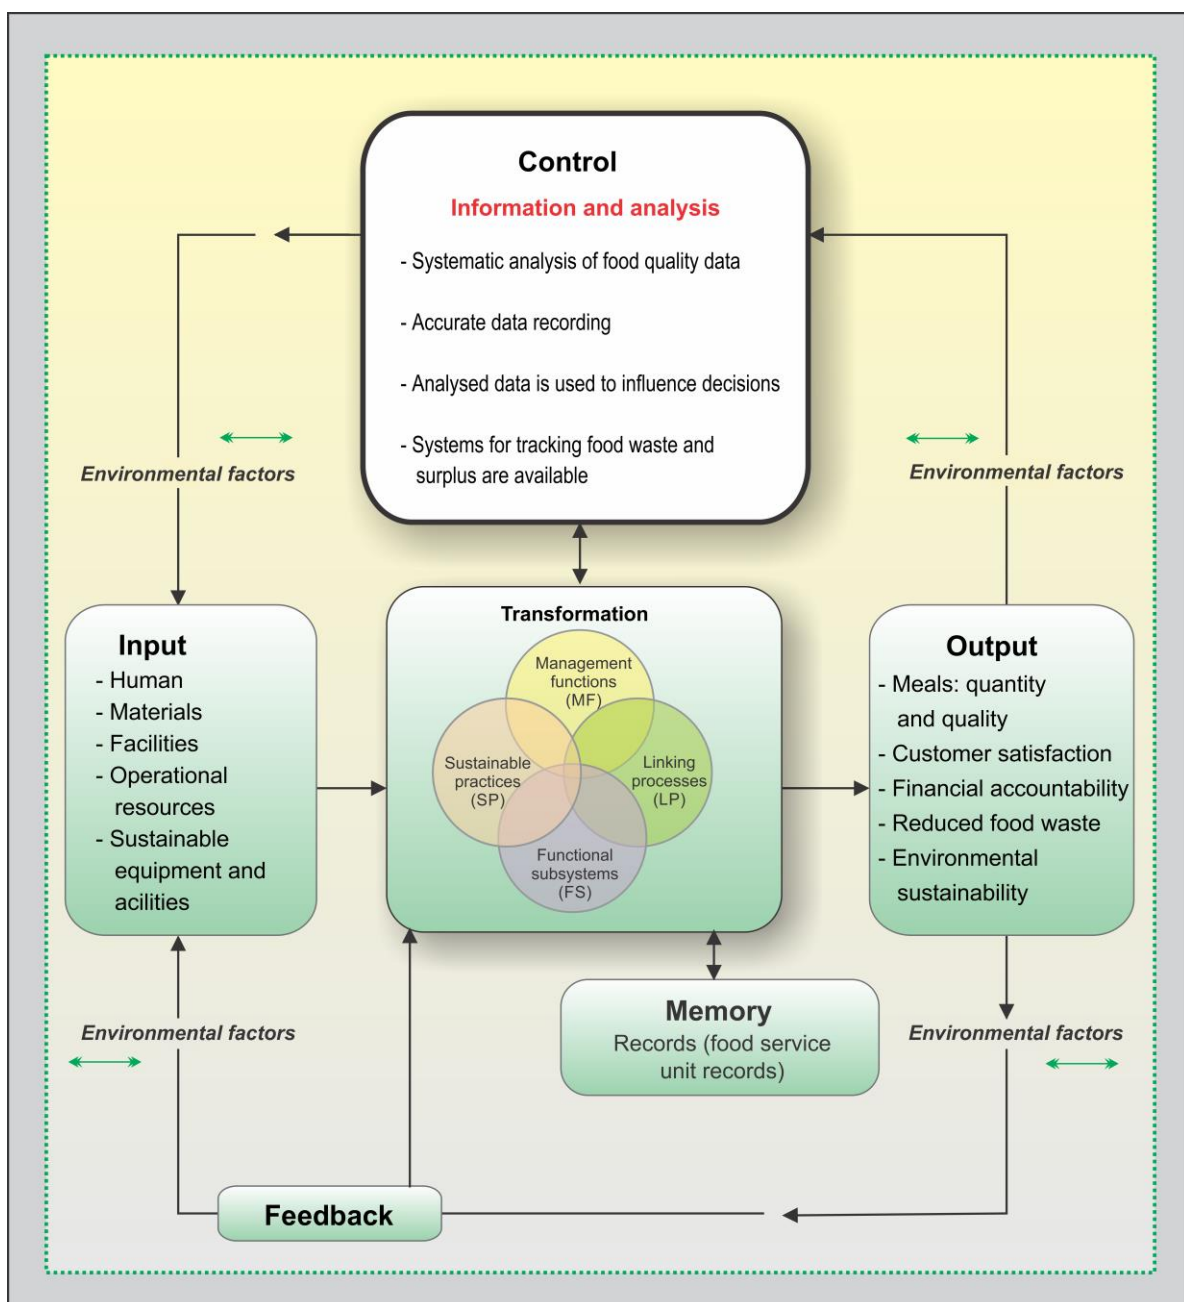 Control
Information and analysis
- Systematic analysis of food quality data
- Accurate data recording
- Analysed data is used to influence decisions
- Systems for tracking food waste and
surplus are available
Environmental factors
Environmental factors
Input
- Human
- Materials
- Facilities
- Operational
resources
- Sustainable
equipment and
acilities
Transformation
Management
functions
(MF)
Sustainable
practices
(SP)
Linking
processes
(LP)
Functional
subsystems
(FS)
Output
- Meals: quantity
and quality
- Customer satisfaction
- Financial accountability
- Reduced food waste
- Environmental
sustainability
Memory
Records (food service
unit records)
Environmental factors
Environmental factors
Feedback